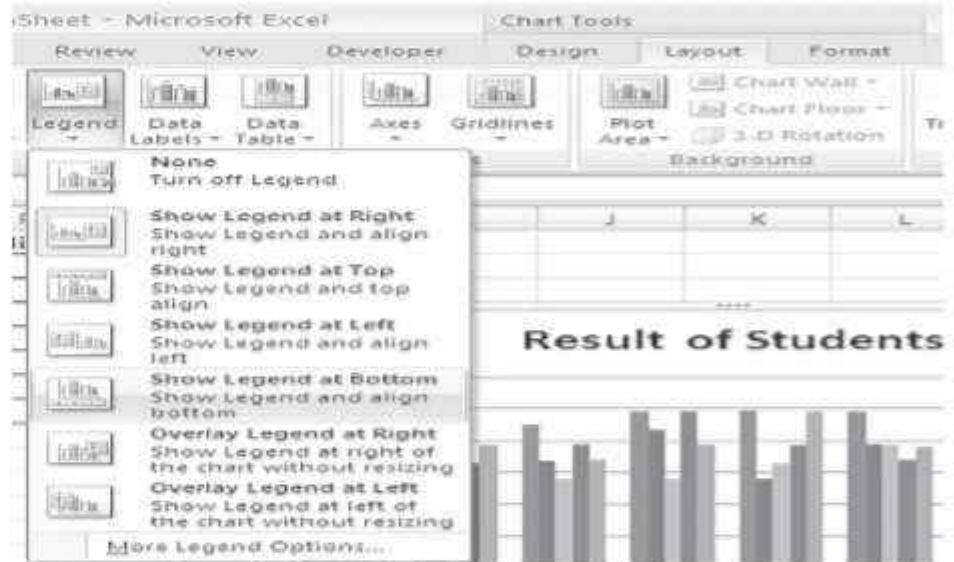 Sheet - Microsoft Excel
Chart Tools
Review View Developer Design Layout Format
Legend
Data Labels
Data Table
Axes
Gridlines
Plot Area
Chart Wall
Chart Floor
3-D Rotation
Background
None
Turn off Legend
Show Legend at Right
Show Legend and align
right
Show Legend at Top
Show Legend and top
align
Show Legend at Left
Show Legend and align
left
Show Legend at Bottom
Show Legend and align
bottom
Overlay Legend at Right
Show Legend at right of
the chart without resizing
Overlay Legend at Left
Show Legend at left of
the chart without resizing
More Legend Options...
J K L
Result of Students